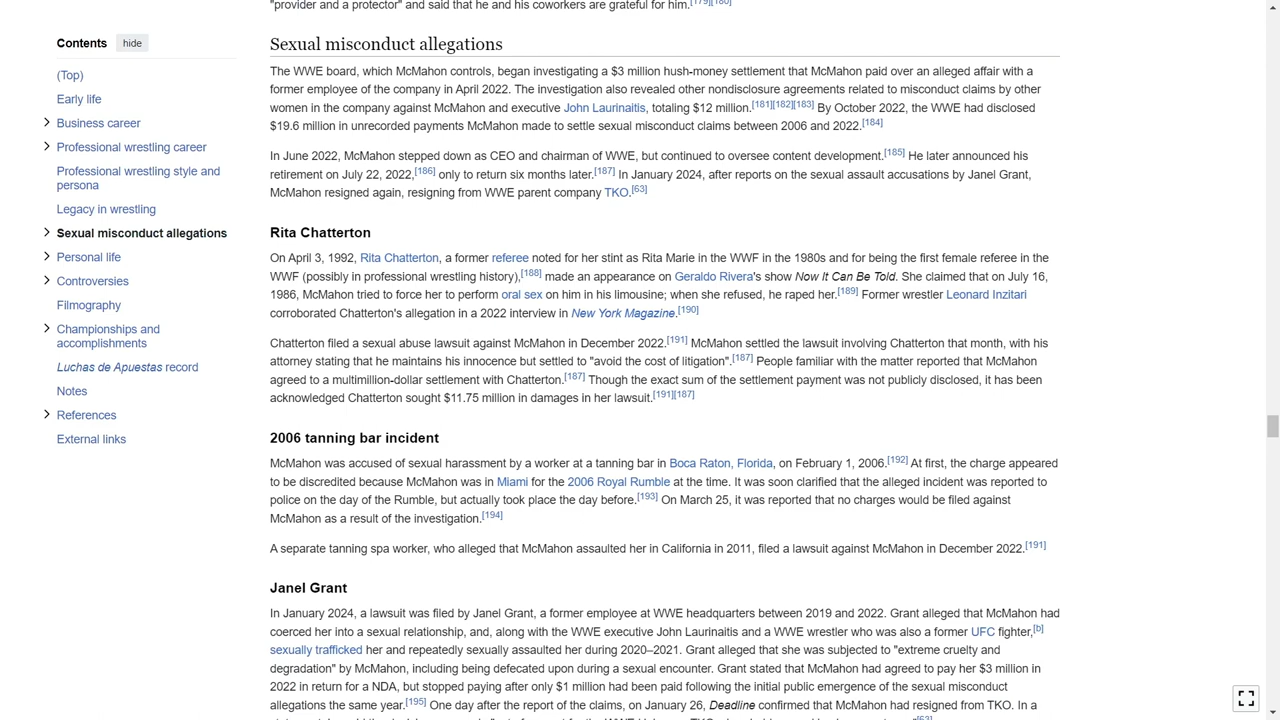 "provider and a protector" and said that he and his coworkers are grateful for him.[179][180]
Contents hide
(Top)
Early life
Business career
Professional wrestling career
Professional wrestling style and
persona
Legacy in wrestling
Sexual misconduct allegations
Personal life
Controversies
Filmography
Championships and
accomplishments
Luchas de Apuestas record
Notes
References
External links
Sexual misconduct allegations
The WWE board, which McMahon controls, began investigating a $3 million hush-money settlement that McMahon paid over an alleged affair with a
former employee of the company in April 2022. The investigation also revealed other nondisclosure agreements related to misconduct claims by other
women in the company against McMahon and executive John Laurinaitis, totaling $12 million.[181][182][183] By October 2022, the WWE had disclosed
$19.6 million in unrecorded payments McMahon made to settle sexual misconduct claims between 2006 and 2022.[184]
In June 2022, McMahon stepped down as CEO and chairman of WWE, but continued to oversee content development.[185] He later announced his
retirement on July 22, 2022,[186] only to return six months later.[187] In January 2024, after reports on the sexual assault accusations by Janel Grant,
McMahon resigned again, resigning from WWE parent company TKO.[63]
Rita Chatterton
On April 3, 1992, Rita Chatterton, a former referee noted for her stint as Rita Marie in the WWF in the 1980s and for being the first female referee in the
WWF (possibly in professional wrestling history),[188] made an appearance on Geraldo Rivera's show Now It Can Be Told. She claimed that on July 16,
1986, McMahon tried to force her to perform oral sex on him in his limousine; when she refused, he raped her.[189] Former wrestler Leonard Inzitari
corroborated Chatterton's allegation in a 2022 interview in New York Magazine.[190]
Chatterton filed a sexual abuse lawsuit against McMahon in December 2022.[191] McMahon settled the lawsuit involving Chatterton that month, with his
attorney stating that he maintains his innocence but settled to "avoid the cost of litigation".[187] People familiar with the matter reported that McMahon
agreed to a multimillion-dollar settlement with Chatterton.[187] Though the exact sum of the settlement payment was not publicly disclosed, it has been
acknowledged Chatterton sought $11.75 million in damages in her lawsuit.[191][187]
2006 tanning bar incident
McMahon was accused of sexual harassment by a worker at a tanning bar in Boca Raton, Florida, on February 1, 2006.[192] At first, the charge appeared
to be discredited because McMahon was in Miami for the 2006 Royal Rumble at the time. It was soon clarified that the alleged incident was reported to
police on the day of the Rumble, but actually took place the day before.[193] On March 25, it was reported that no charges would be filed against
McMahon as a result of the investigation.[194]
A separate tanning spa worker, who alleged that McMahon assaulted her in California in 2011, filed a lawsuit against McMahon in December 2022.[191]
Janel Grant
In January 2024, a lawsuit was filed by Janel Grant, a former employee at WWE headquarters between 2019 and 2022. Grant alleged that McMahon had
coerced her into a sexual relationship, and, along with the WWE executive John Laurinaitis and a WWE wrestler who was also a former UFC fighter,[b]
sexually trafficked her and repeatedly sexually assaulted her during 2020–2021. Grant alleged that she was subjected to "extreme cruelty and
degradation" by McMahon, including being defecated upon during a sexual encounter. Grant stated that McMahon had agreed to pay her $3 million in
2022 in return for a NDA, but stopped paying after only $1 million had been paid following the initial public emergence of the sexual misconduct
allegations the same year.[195] One day after the report of the claims, on January 26, Deadline confirmed that McMahon had resigned from TKO. In a